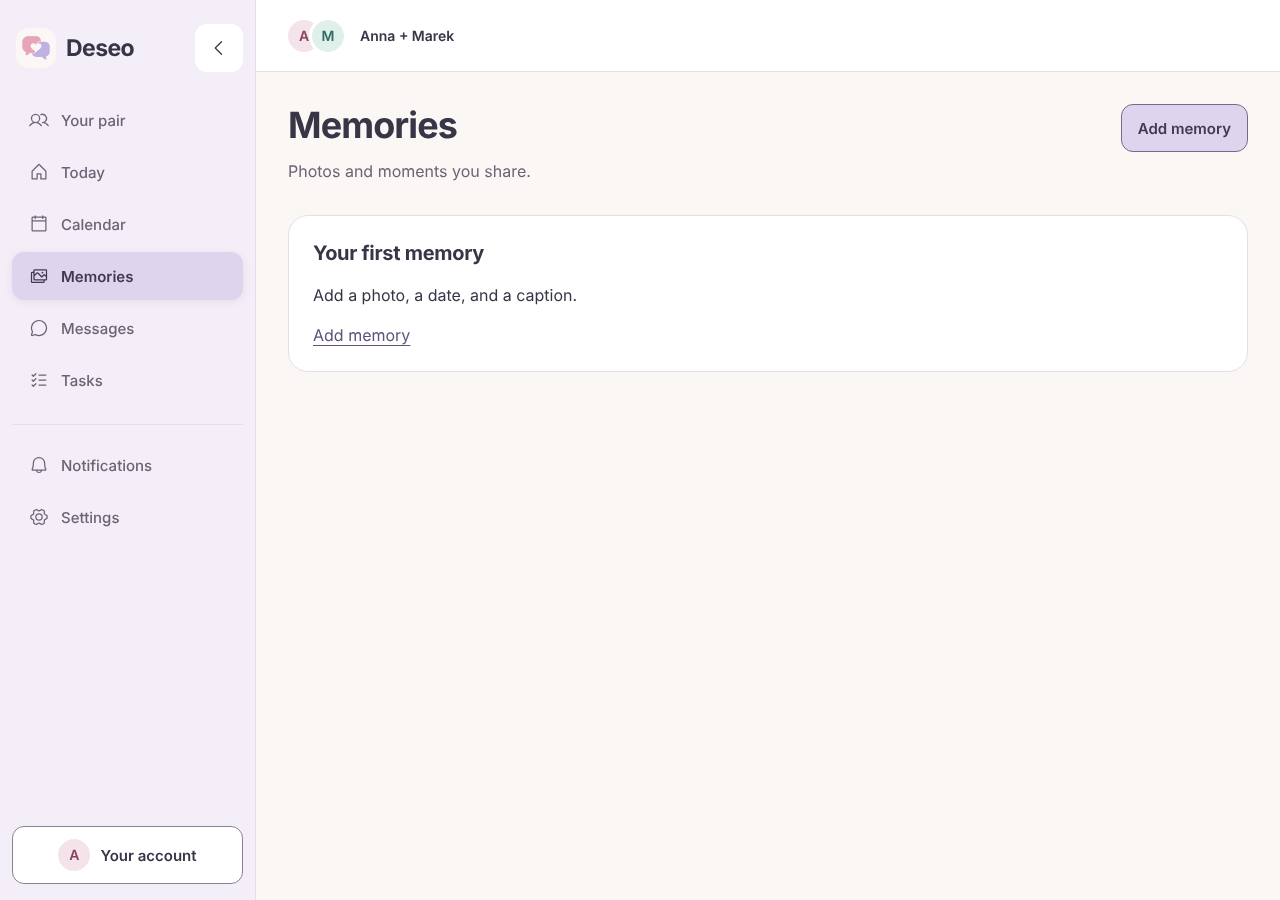 Deseo
Your pair
Today
Calendar
Memories
Messages
Tasks
Notifications
Settings
A Your account
A M Anna + Marek
Memories
Add memory
Photos and moments you share.
Your first memory
Add a photo, a date, and a caption.
Add memory